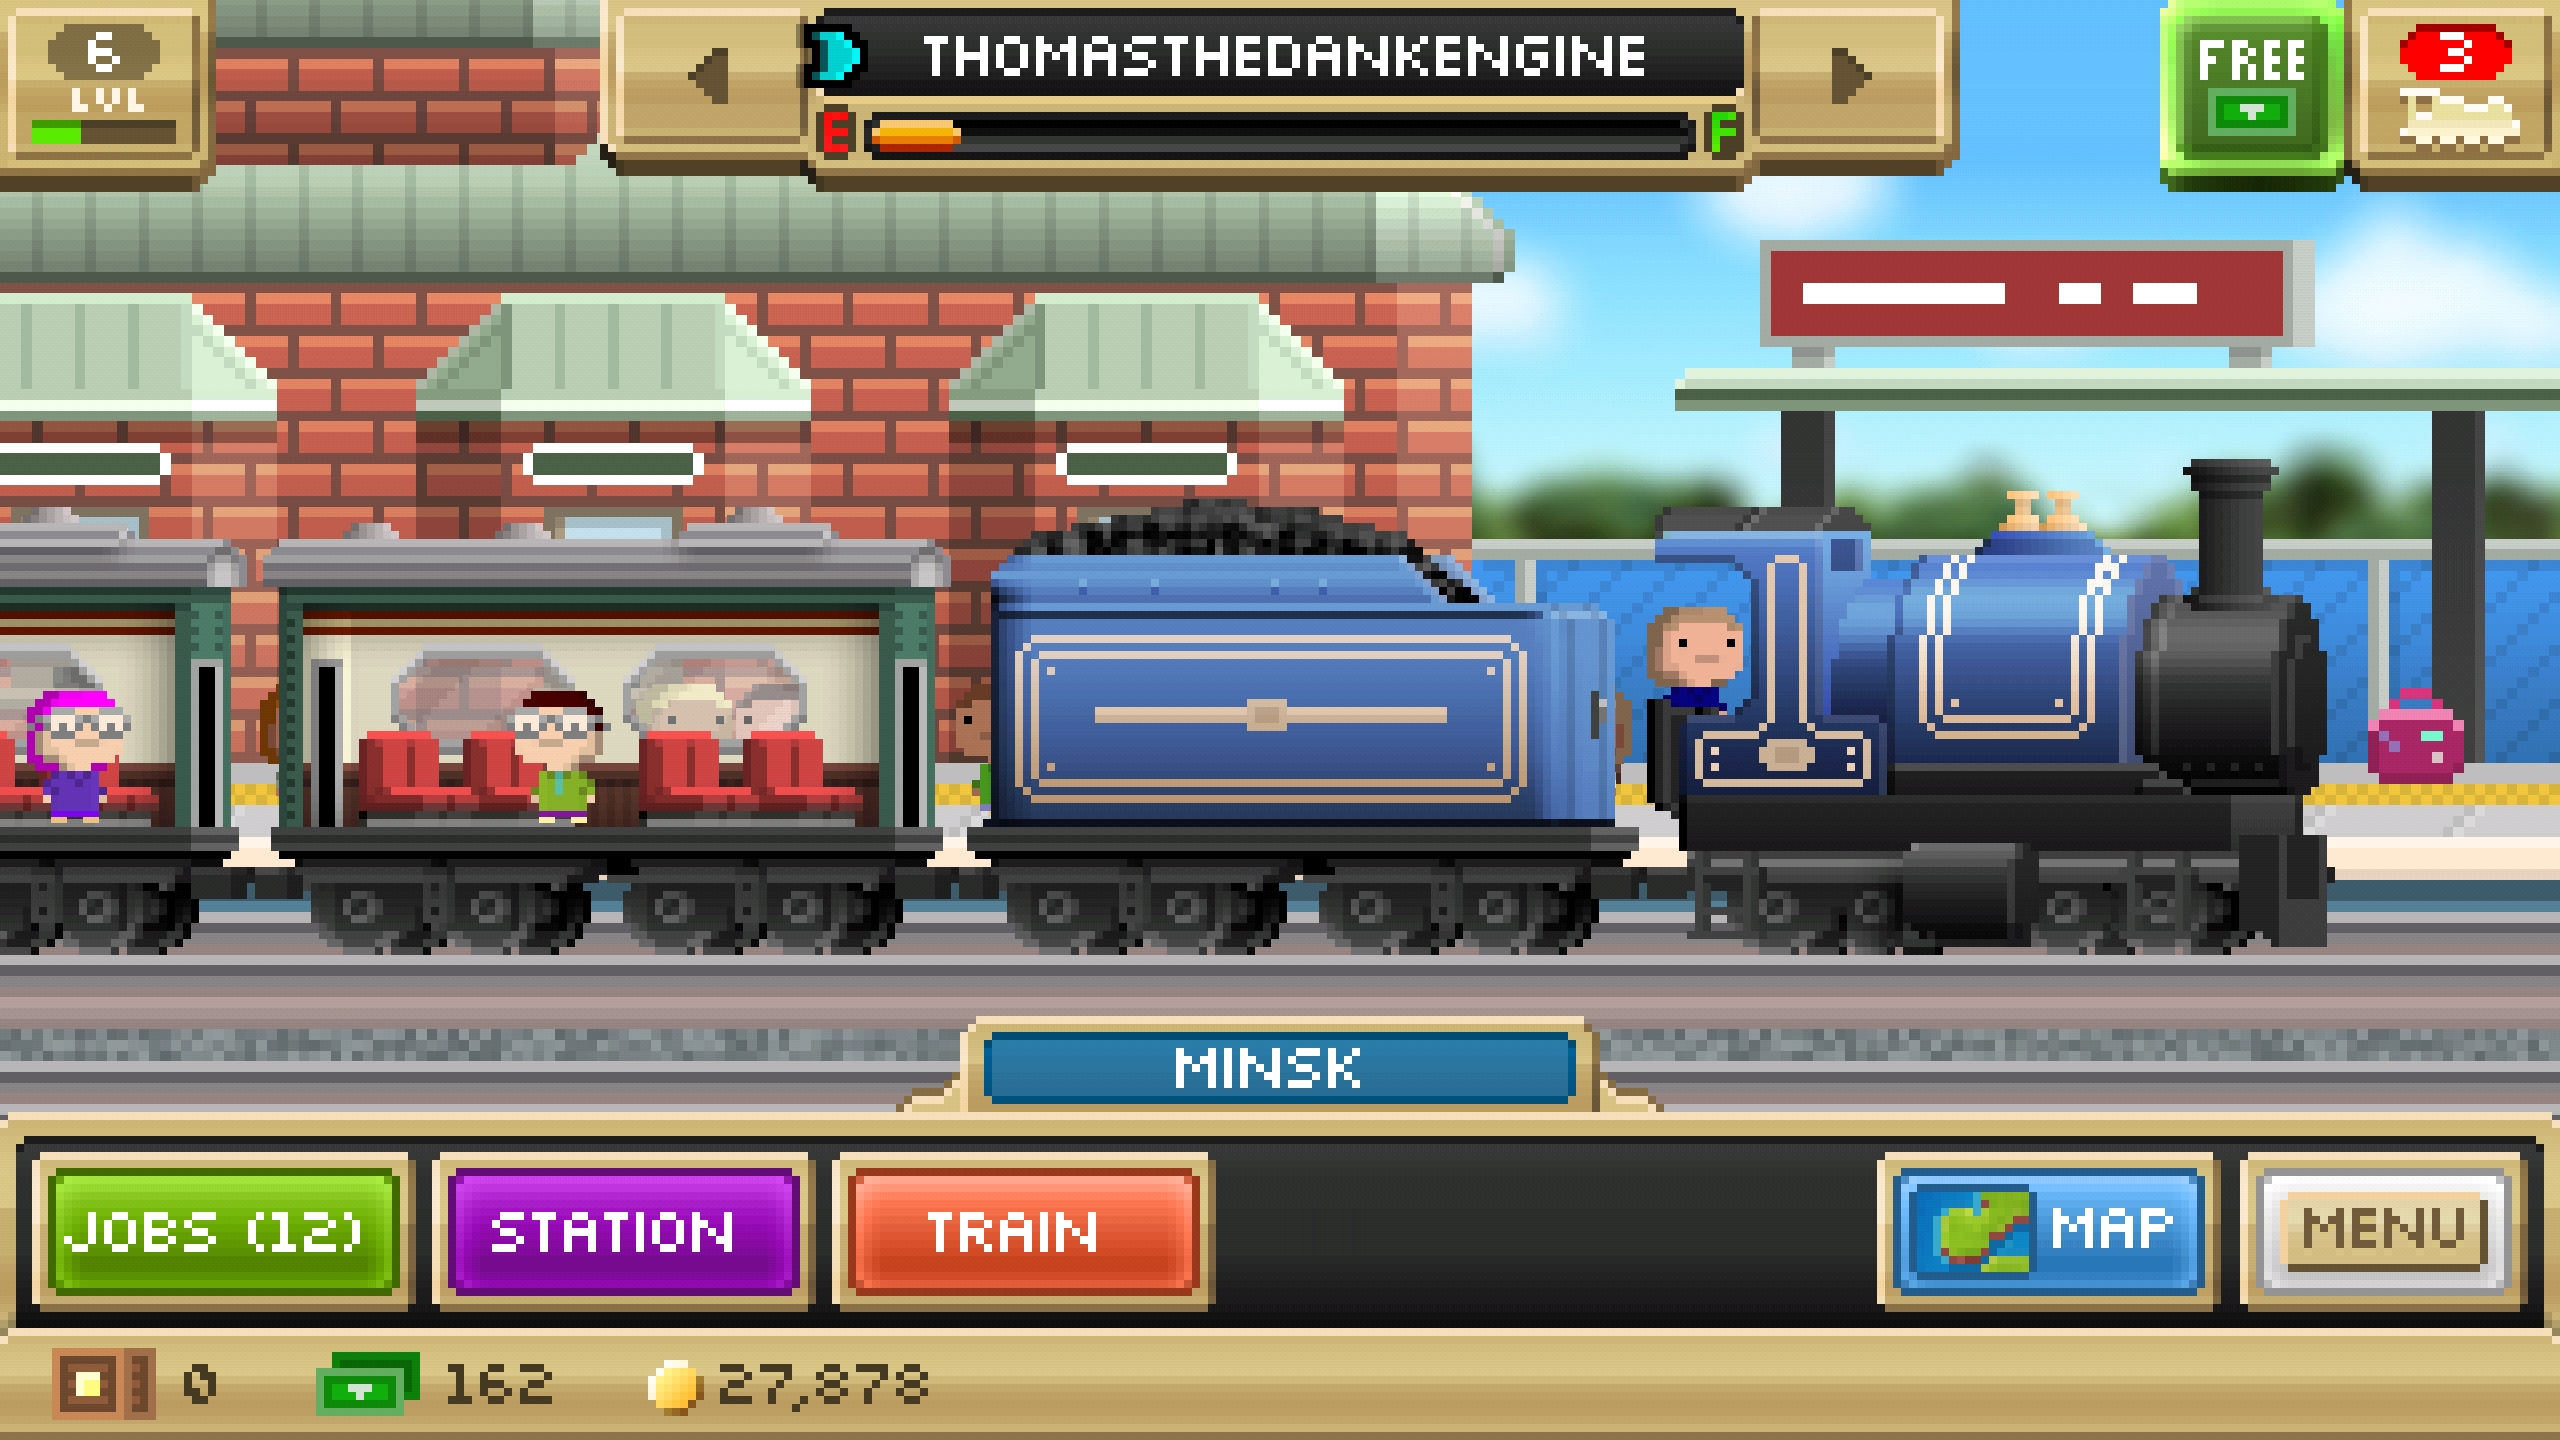 6
LVL
THOMASTHEDANKENGINE
E F
FREE
3
MINSK
JOBS (12)
STATION
TRAIN
MAP
MENU
0
162
27,878